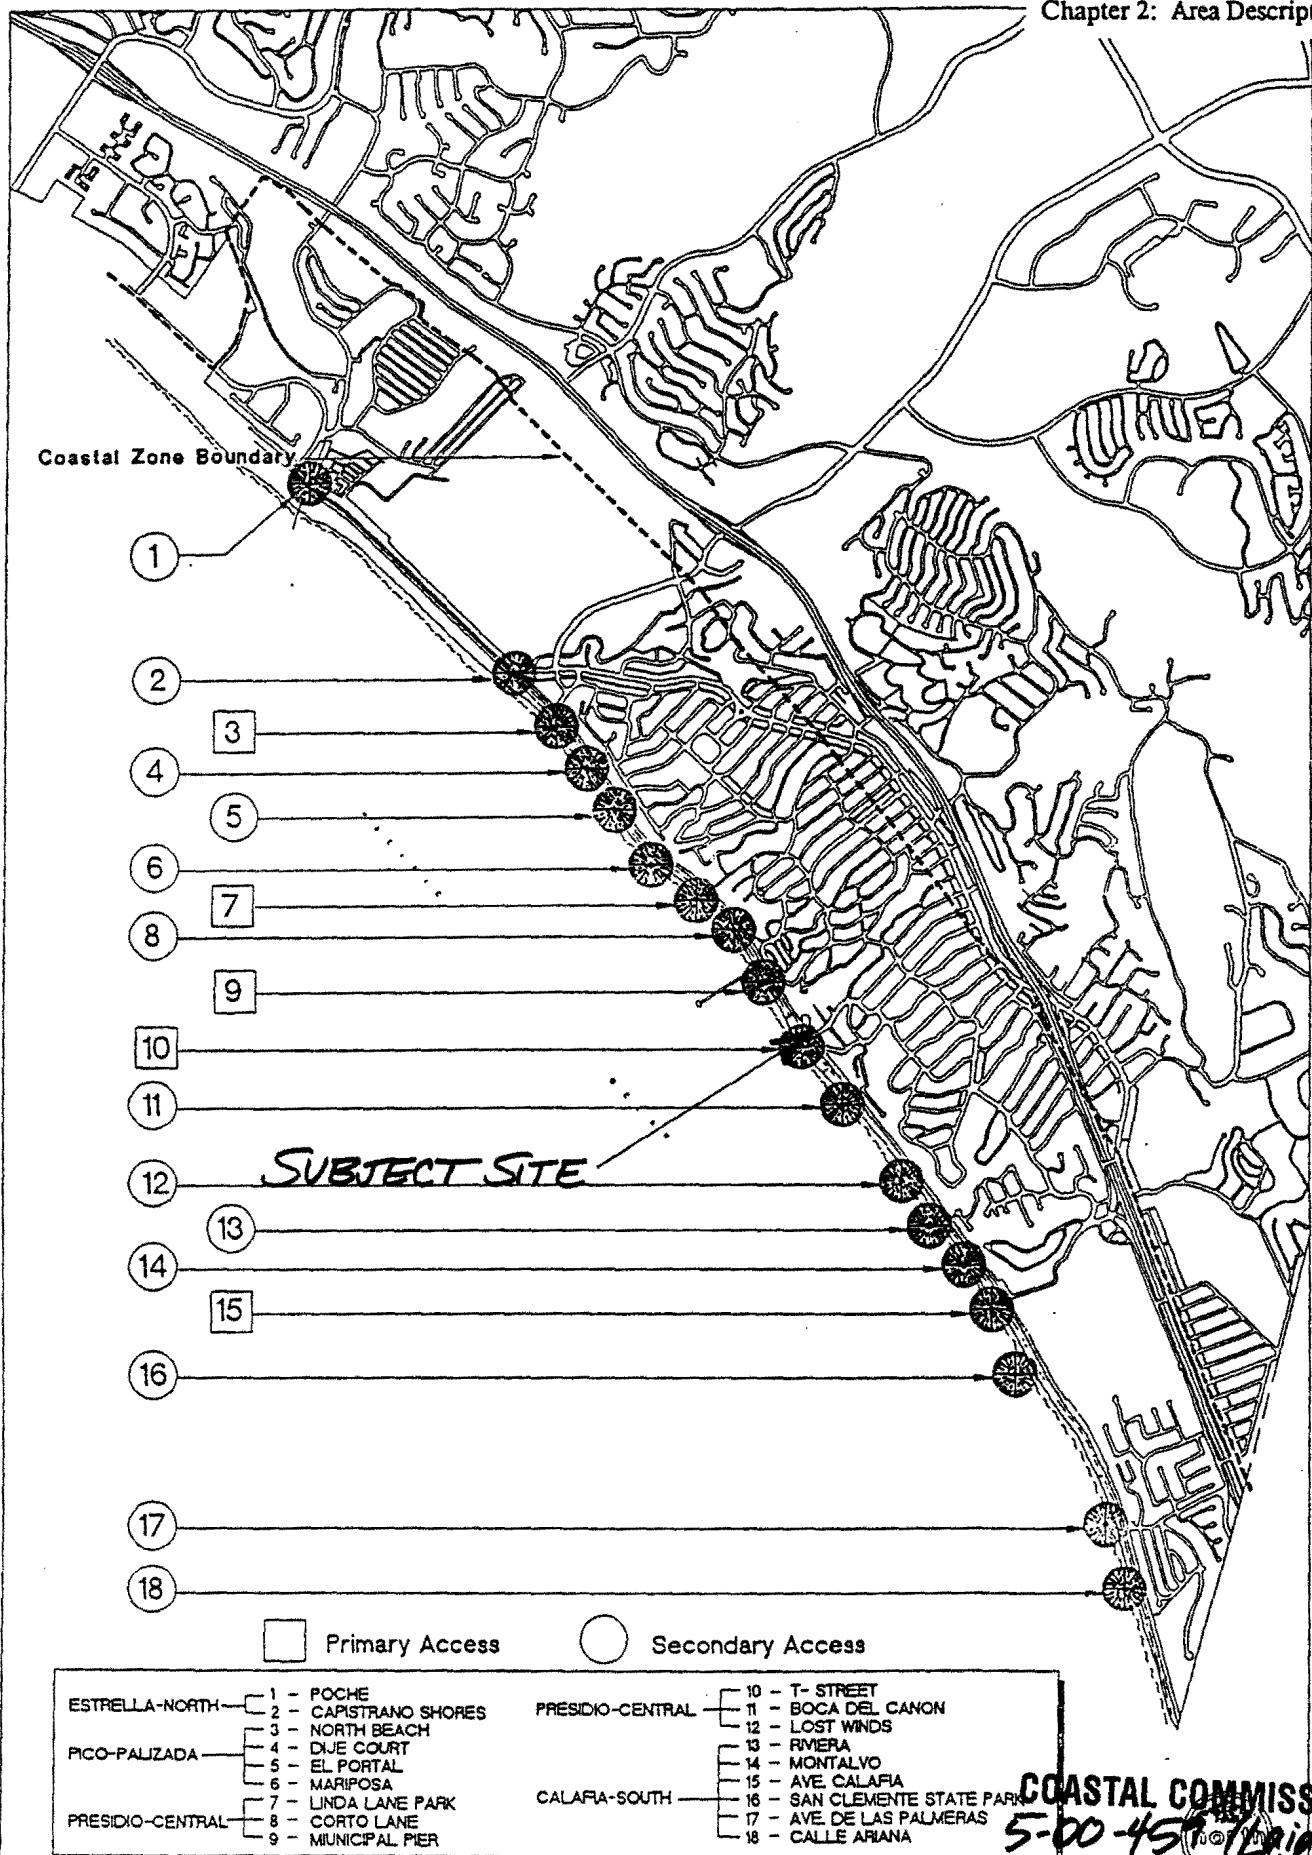 Chapter 2: Area Descrip
Coastal Zone Boundary
1
2
3
4
5
6
7
8
9
10
11
SUBJECT SITE
12
13
14
15
16
17
18
Primary Access
Secondary Access
ESTRELLA-NORTH
1 - POCHE
2 - CAPISTRANO SHORES
PICO-PALIZADA
3 - NORTH BEACH
4 - DIJE COURT
5 - EL PORTAL
6 - MARIPOSA
PRESIDIO-CENTRAL
7 - LINDA LANE PARK
8 - CORTO LANE
9 - MUNICIPAL PIER
PRESIDIO-CENTRAL
10 - T- STREET
11 - BOCA DEL CANON
12 - LOST WINDS
CALAFIA-SOUTH
13 - RIVIERA
14 - MONTALVO
15 - AVE. CALAFIA
16 - SAN CLEMENTE STATE PARK
17 - AVE. DE LAS PALMERAS
18 - CALLE ARIANA
COASTAL COMMISS
5-00-459
north